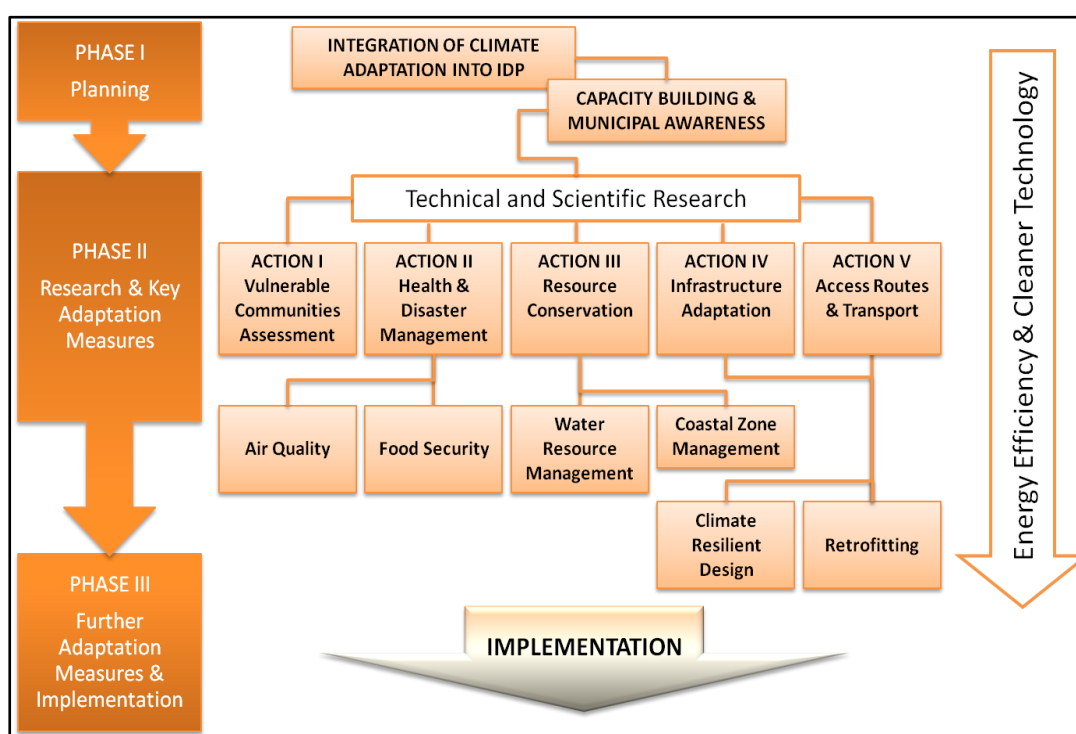 PHASE I
Planning
INTEGRATION OF CLIMATE
ADAPTATION INTO IDP
CAPACITY BUILDING &
MUNICIPAL AWARENESS
PHASE II
Research & Key
Adaptation
Measures
Technical and Scientific Research
ACTION I
Vulnerable
Communities
Assessment
ACTION II
Health &
Disaster
Management
ACTION III
Resource
Conservation
ACTION IV
Infrastructure
Adaptation
ACTION V
Access Routes
& Transport
Air Quality
Food Security
Water
Resource
Management
Coastal Zone
Management
Climate
Resilient
Design
Retrofitting
PHASE III
Further
Adaptation
Measures &
Implementation
IMPLEMENTATION
Energy Efficiency & Cleaner Technology